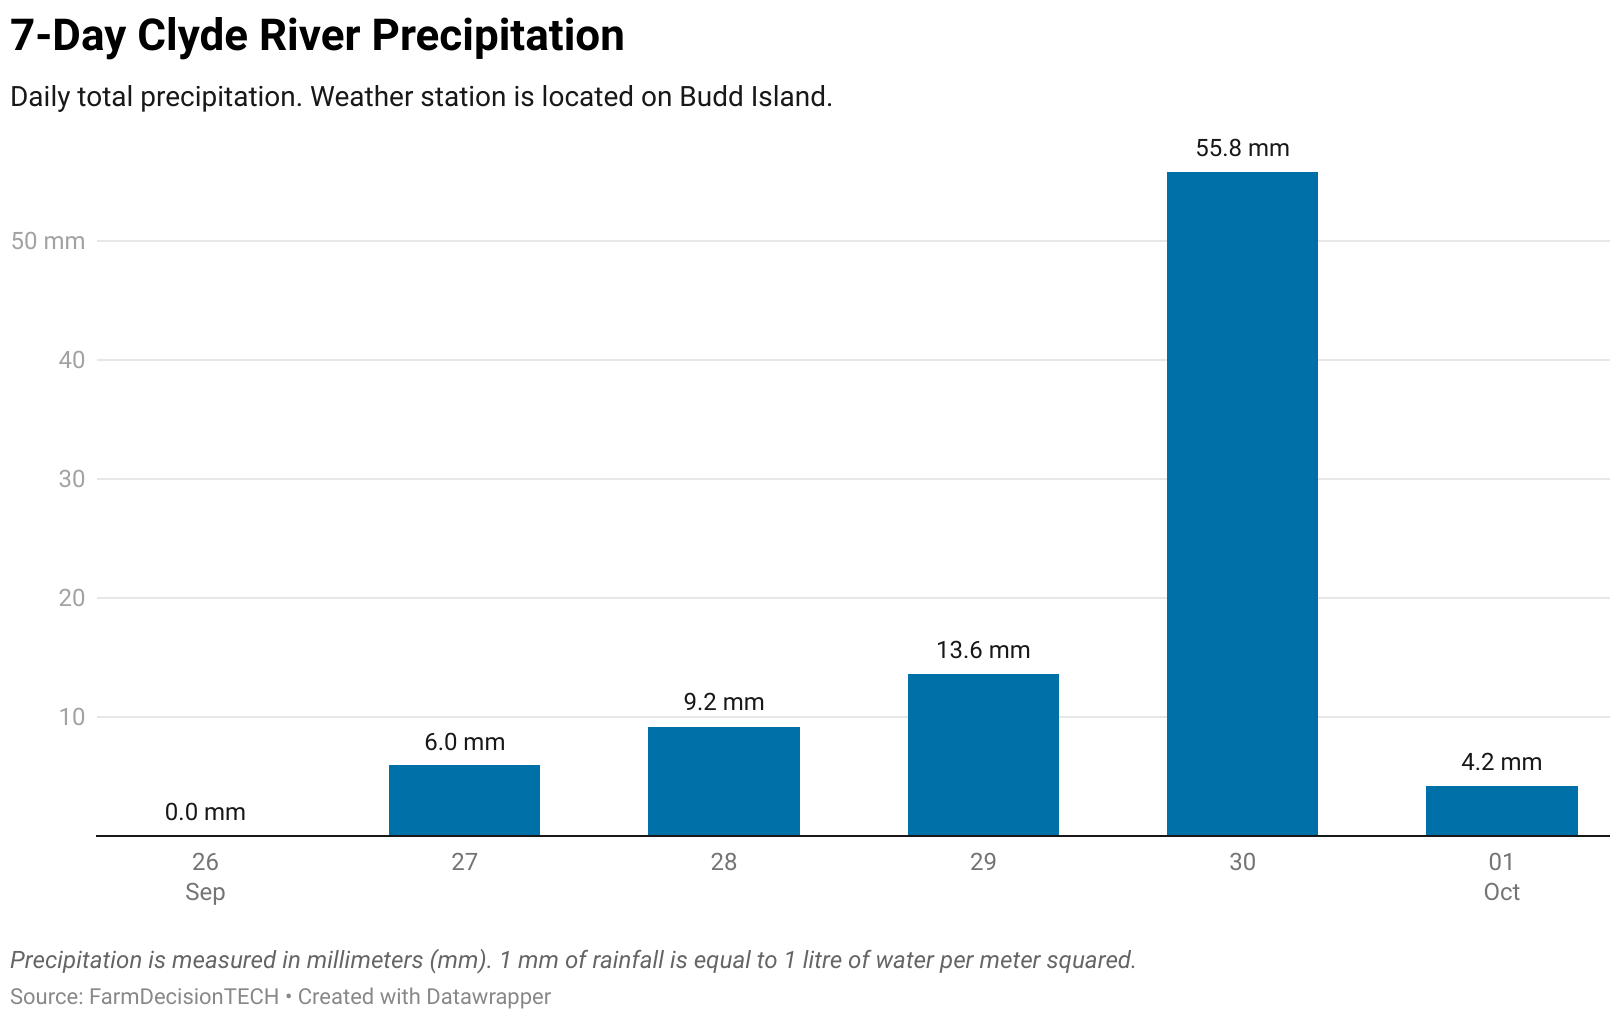 7-Day Clyde River Precipitation
Daily total precipitation. Weather station is located on Budd Island.
55.8 mm
50 mm
40
30
20
13.6 mm
9.2 mm
10
6.0 mm
4.2 mm
0.0 mm
26 27 28 29 30 01
Sep Oct
Precipitation is measured in millimeters (mm). 1 mm of rainfall is equal to 1 litre of water per meter squared.
Source: FarmDecisionTECH • Created with Datawrapper